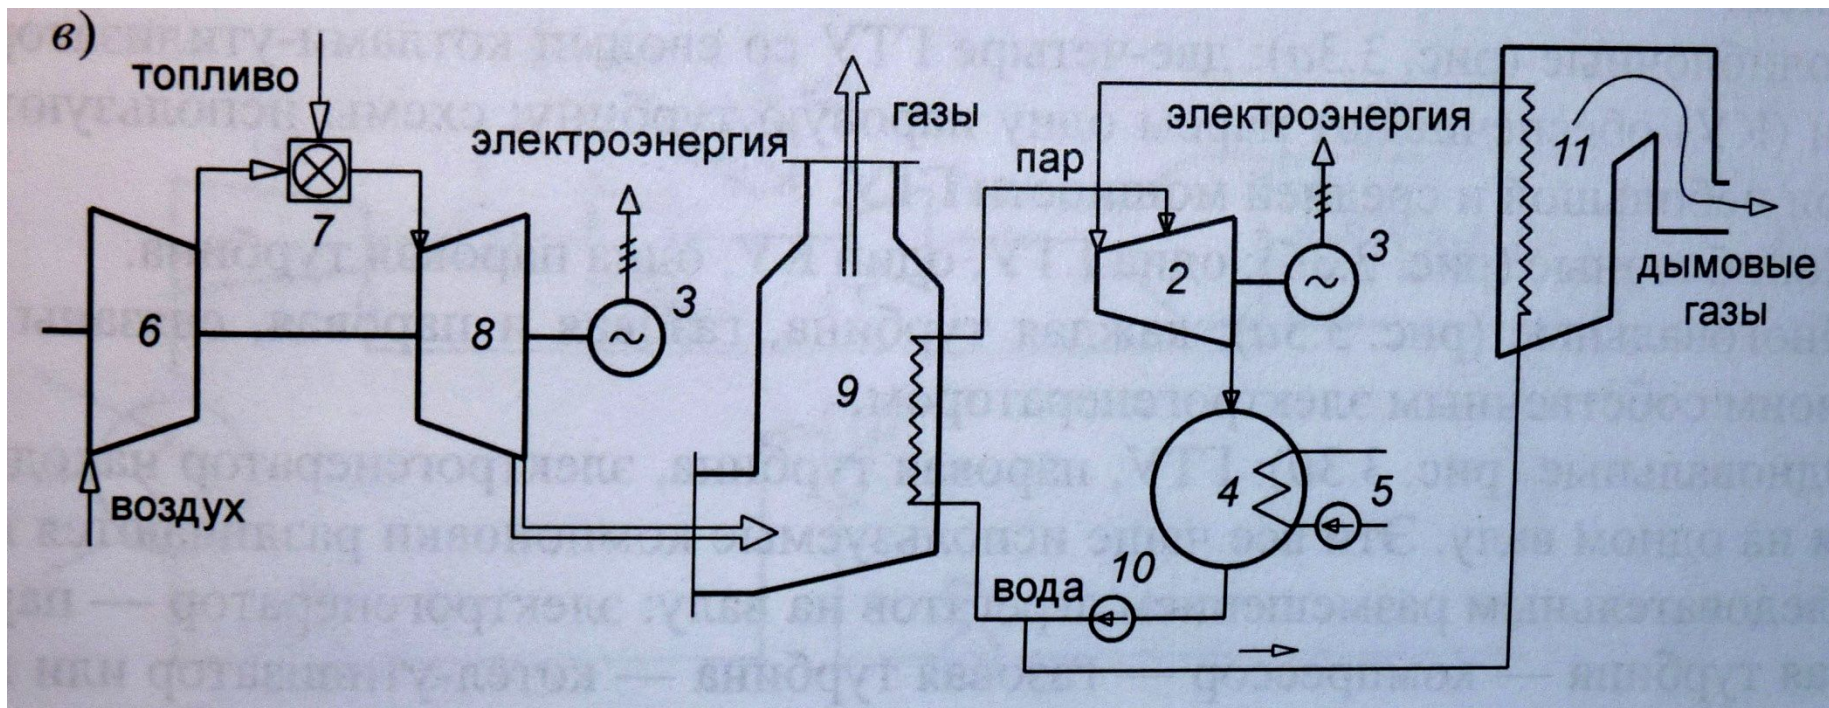 в)
топливо
электроэнергия
газы
пар
электроэнергия
11
7
3
3
2
дымовые
газы
6
8
9
4
5
воздух
10
вода